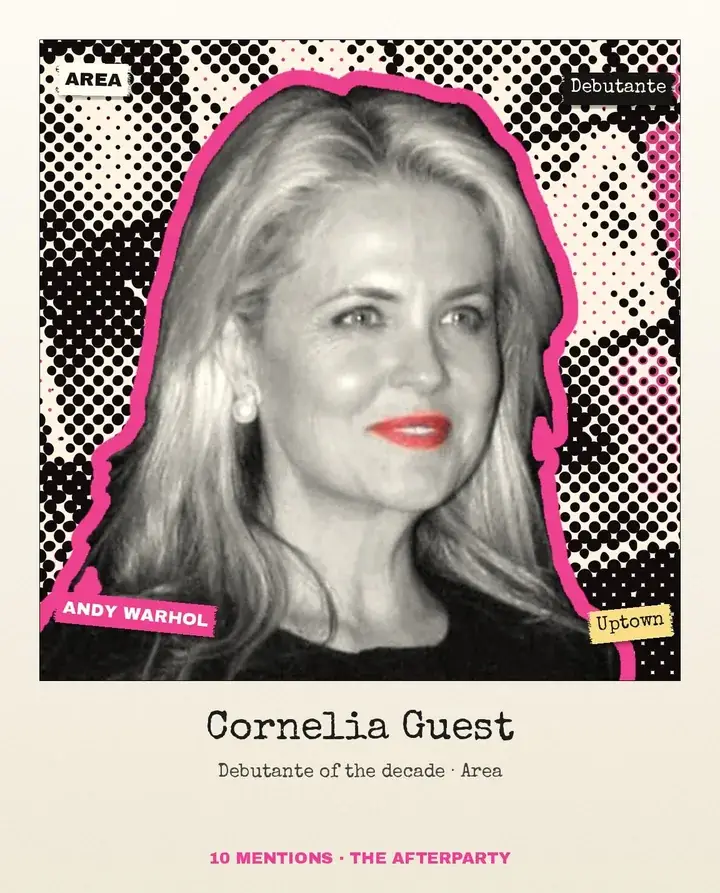 AREA
Debutante
ANDY WARHOL
Uptown
Cornelia Guest
Debutante of the decade · Area
10 MENTIONS · THE AFTERPARTY